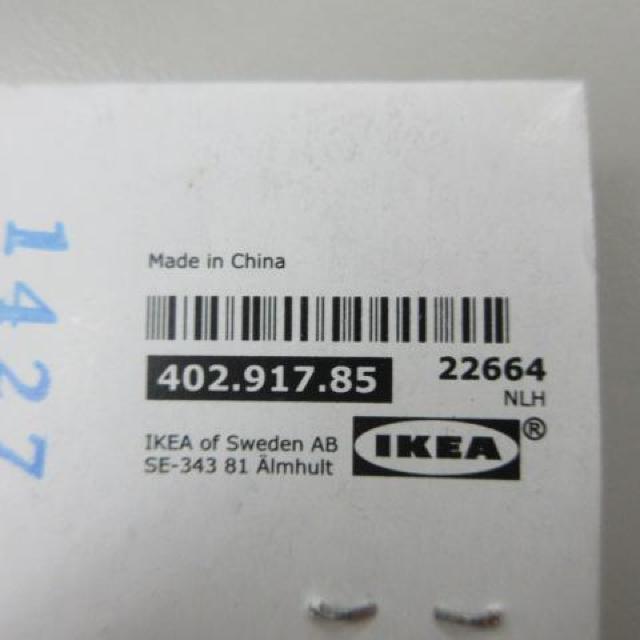 Made in China
402.917.85 22664
NLH
IKEA of Sweden AB
SE-343 81 Älmhult
IKEA®
1427